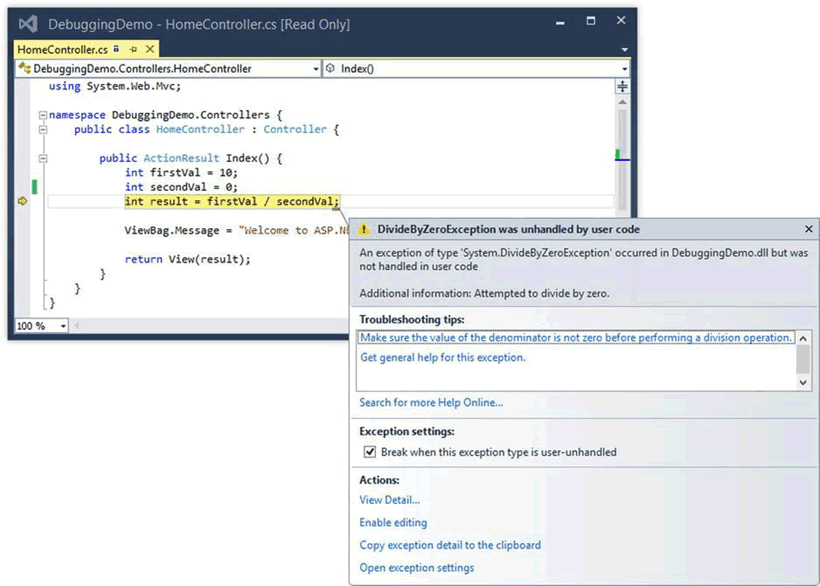 DebuggingDemo - HomeController.cs [Read Only]
HomeController.cs
DebuggingDemo.Controllers.HomeController
Index()
using System.Web.Mvc;
namespace DebuggingDemo.Controllers {
public class HomeController : Controller {
public ActionResult Index() {
int firstVal = 10;
int secondVal = 0;
int result = firstVal / secondVal;
ViewBag.Message = "Welcome to ASP.NE
return View(result);
}
}
}
100 %
DivideByZeroException was unhandled by user code
An exception of type 'System.DivideByZeroException' occurred in DebuggingDemo.dll but was
not handled in user code
Additional information: Attempted to divide by zero.
Troubleshooting tips:
Make sure the value of the denominator is not zero before performing a division operation.
Get general help for this exception.
Search for more Help Online...
Exception settings:
Break when this exception type is user-unhandled
Actions:
View Detail...
Enable editing
Copy exception detail to the clipboard
Open exception settings